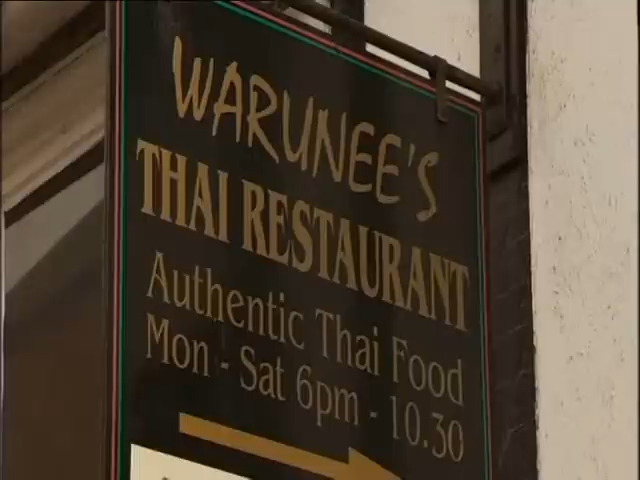 WARUNEE'S
THAI RESTAURANT
Authentic Thai Food
Mon - Sat 6pm - 10.30